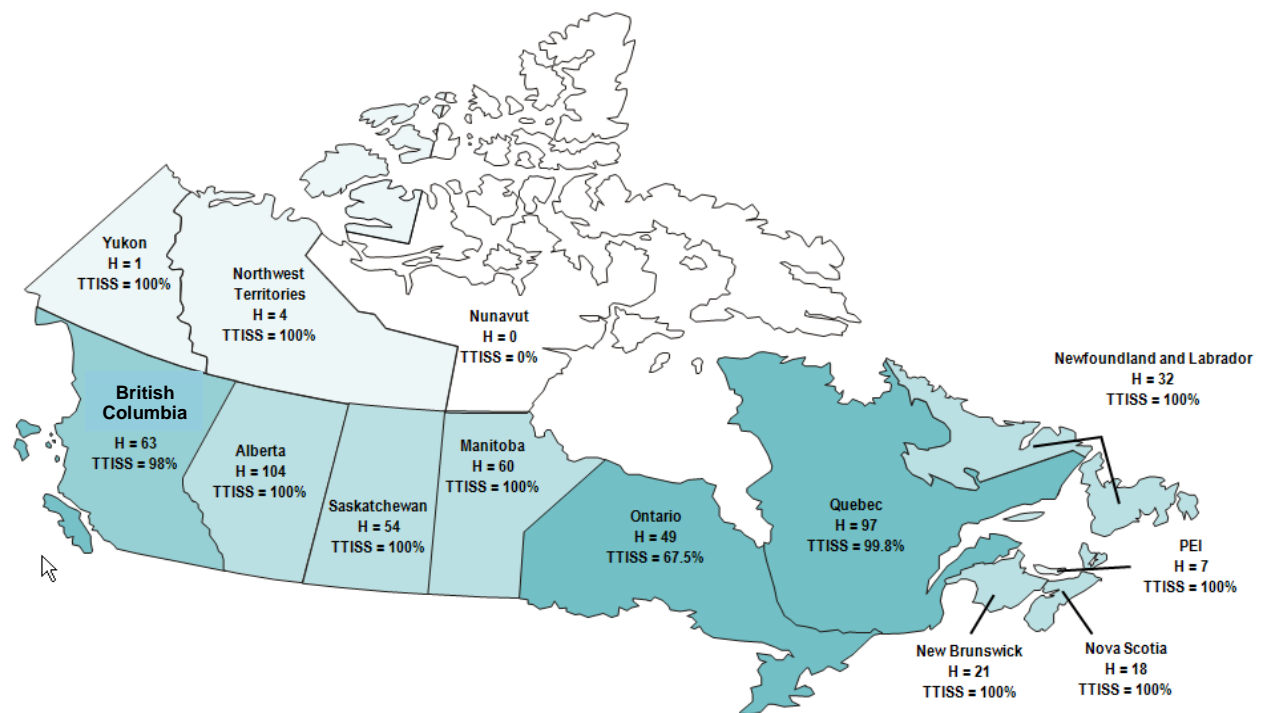 Yukon
H = 1
TTISS = 100%
Northwest
Territories
H = 4
TTISS = 100%
Nunavut
H = 0
TTISS = 0%
British
Columbia
H = 63
TTISS = 98%
Alberta
H = 104
TTISS = 100%
Saskatchewan
H = 54
TTISS = 100%
Manitoba
H = 60
TTISS = 100%
Ontario
H = 49
TTISS = 67.5%
Quebec
H = 97
TTISS = 99.8%
Newfoundland and Labrador
H = 32
TTISS = 100%
PEI
H = 7
TTISS = 100%
New Brunswick
H = 21
TTISS = 100%
Nova Scotia
H = 18
TTISS = 100%